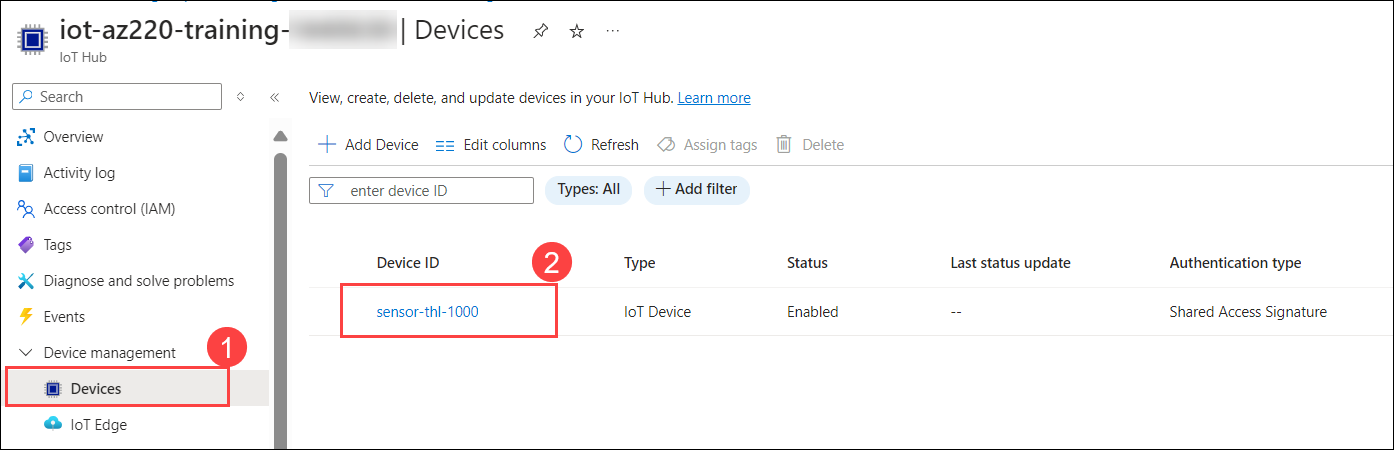 iot-az220-training- | Devices
IoT Hub
Search
View, create, delete, and update devices in your IoT Hub. Learn more
Overview
Activity log
Access control (IAM)
Tags
Diagnose and solve problems
Events
Device management
1
Devices
IoT Edge
Add Device Edit columns Refresh Assign tags Delete
enter device ID Types: All Add filter
Device ID 2 Type Status Last status update Authentication type
sensor-thl-1000 IoT Device Enabled -- Shared Access Signature